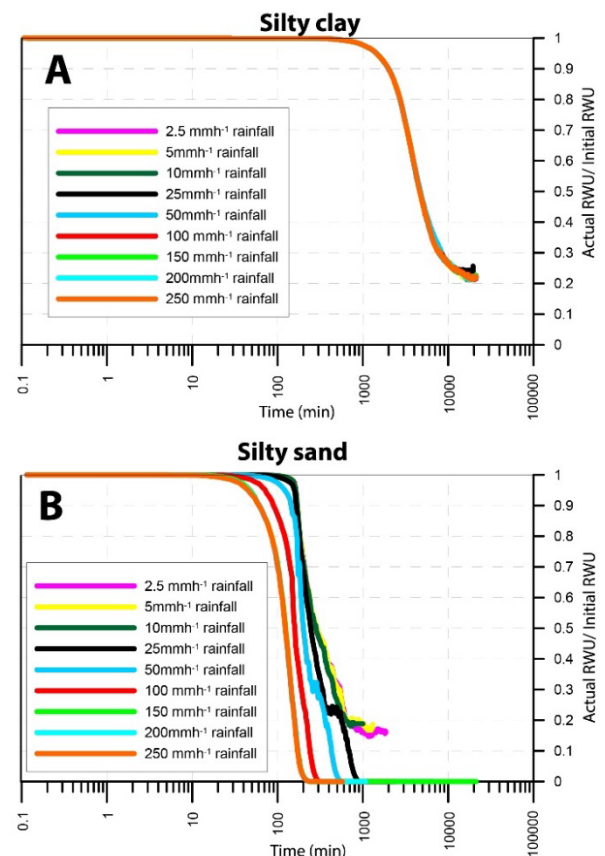 Silty clay
A
2.5 mmh⁻¹ rainfall
5mmh⁻¹ rainfall
10mmh⁻¹ rainfall
25mmh⁻¹ rainfall
50mmh⁻¹ rainfall
100 mmh⁻¹ rainfall
150 mmh⁻¹ rainfall
200mmh⁻¹ rainfall
250 mmh⁻¹ rainfall
1
0.9
0.8
0.7
0.6
0.5
0.4
0.3
0.2
0.1
0
Actual RWU/ Initial RWU
0.1
1
10
100
1000
10000
100000
Time (min)
Silty sand
B
2.5 mmh⁻¹ rainfall
5mmh⁻¹ rainfall
10mmh⁻¹ rainfall
25mmh⁻¹ rainfall
50mmh⁻¹ rainfall
100 mmh⁻¹ rainfall
150 mmh⁻¹ rainfall
200mmh⁻¹ rainfall
250 mmh⁻¹ rainfall
1
0.9
0.8
0.7
0.6
0.5
0.4
0.3
0.2
0.1
0
Actual RWU/ Initial RWU
0.1
1
10
100
1000
10000
100000
Time (min)